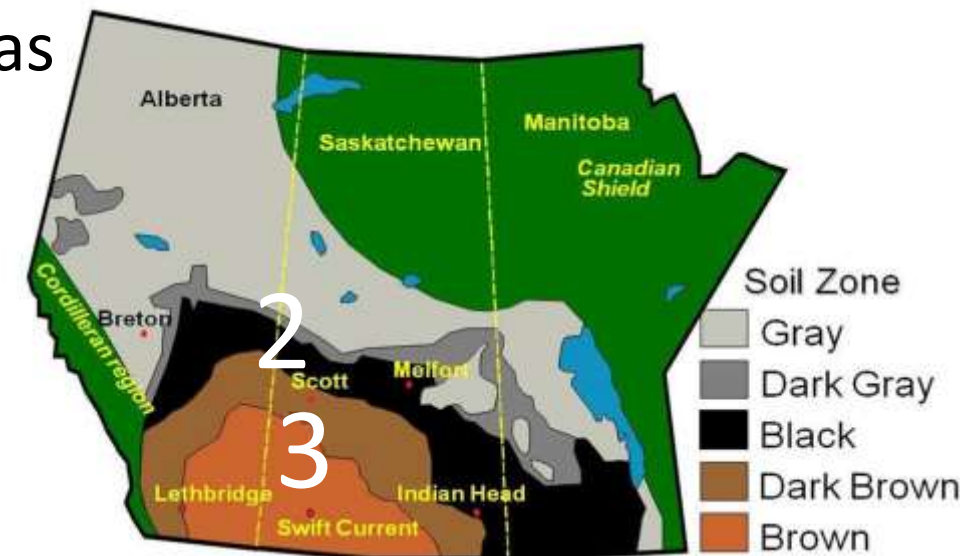 as
Alberta
Saskatchewan
Manitoba
Canadian
Shield
Cordilleran region
Breton
2
Scott
Melfort
3
Lethbridge
Indian Head
Swift Current
Soil Zone
Gray
Dark Gray
Black
Dark Brown
Brown